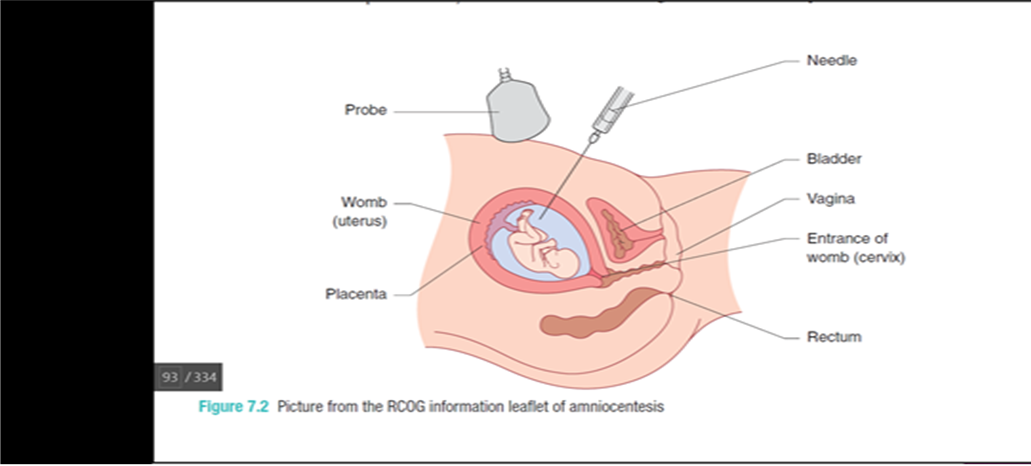 Needle
Probe
Bladder
Womb
(uterus)
Vagina
Entrance of
womb (cervix)
Placenta
Rectum
93 / 334
Figure 7.2 Picture from the RCOG information leaflet of amniocentesis